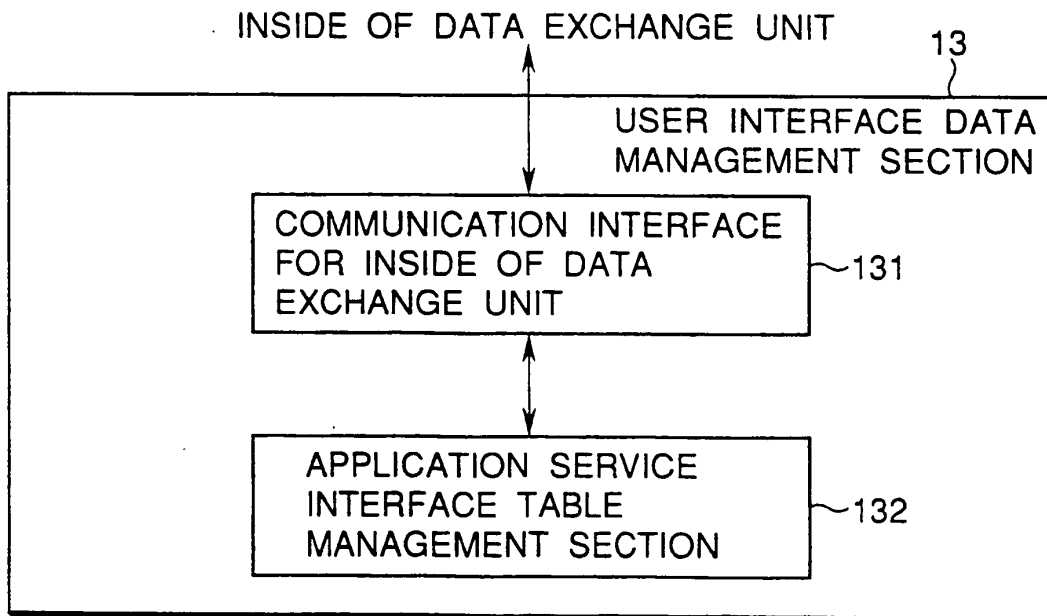 INSIDE OF DATA EXCHANGE UNIT
13
USER INTERFACE DATA
MANAGEMENT SECTION
COMMUNICATION INTERFACE
FOR INSIDE OF DATA
EXCHANGE UNIT
131
APPLICATION SERVICE
INTERFACE TABLE
MANAGEMENT SECTION
132